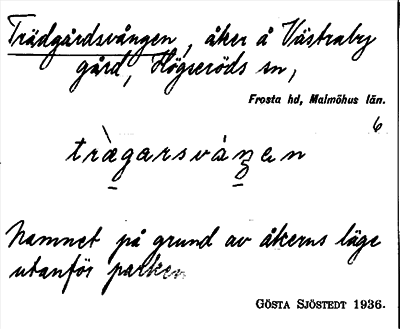 Trädgårdsvången, åker å Västraby
gård, Högseröds sn,
Frosta hd, Malmöhus län.
6
trägarsvåŋen
Namnet på grund av åkerns läge
utanför parken
GÖSTA SJÖSTEDT 1936.